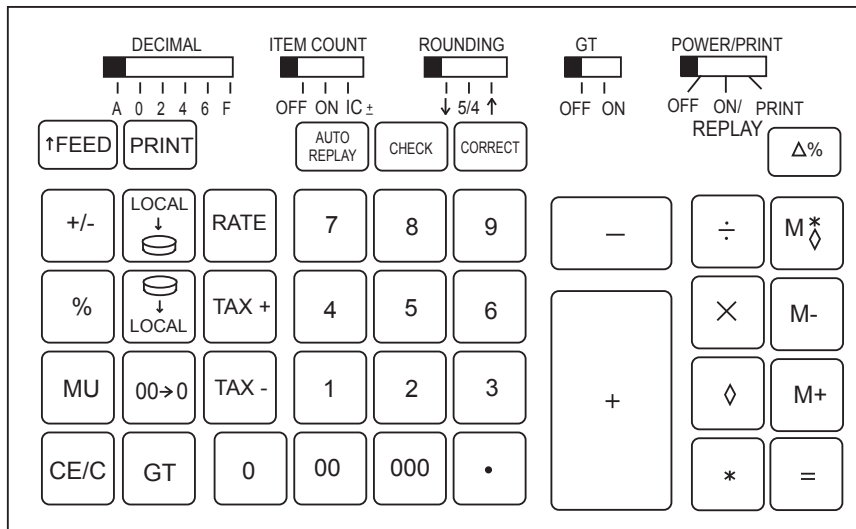 DECIMAL ITEM COUNT ROUNDING GT POWER/PRINT
A 0 2 4 6 F OFF ON IC ± ↓ 5/4 ↑ OFF ON OFF ON/ PRINT
REPLAY
↑FEED PRINT AUTO REPLAY CHECK CORRECT Δ%
+/- LOCAL ↓ RATE 7 8 9 — ÷ M*◊
% ↓ LOCAL TAX + 4 5 6 × M-
MU 00→0 TAX - 1 2 3 + ◊ M+
CE/C GT 0 00 000 • * =